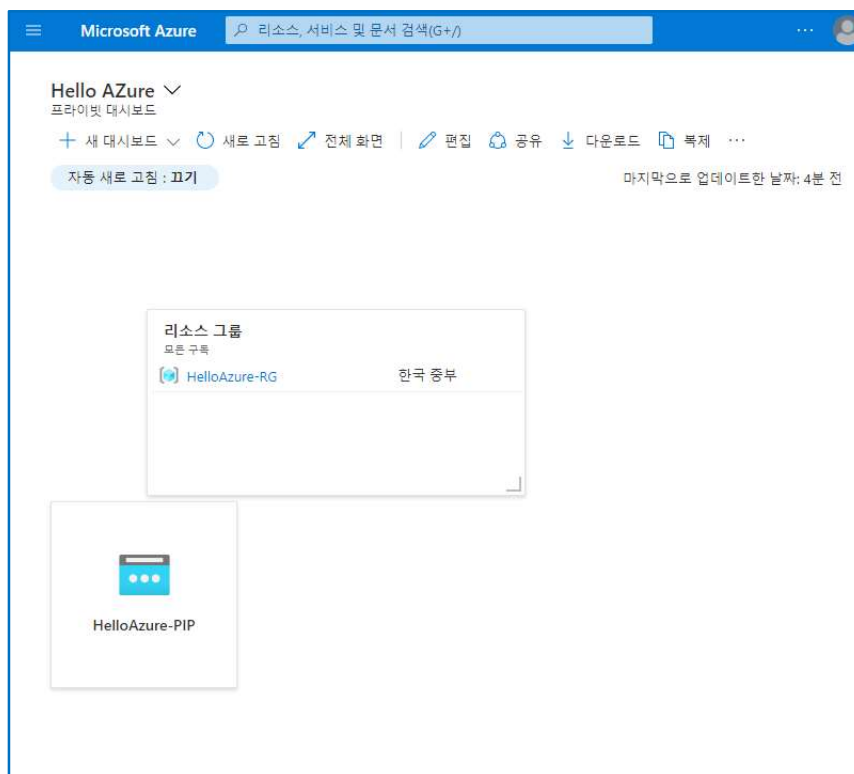 Microsoft Azure 리소스, 서비스 및 문서 검색(G+/) ...
Hello AZure
프라이빗 대시보드
새 대시보드 새로 고침 전체 화면 편집 공유 다운로드 복제 ...
자동 새로 고침 : 끄기 마지막으로 업데이트한 날짜: 4분 전
리소스 그룹
모든 구독
HelloAzure-RG 한국 중부
HelloAzure-PIP